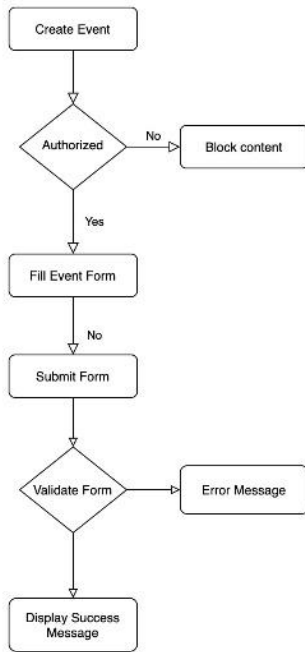 Create Event
Authorized
No
Block content
Yes
Fill Event Form
No
Submit Form
Validate Form
Error Message
Display Success
Message